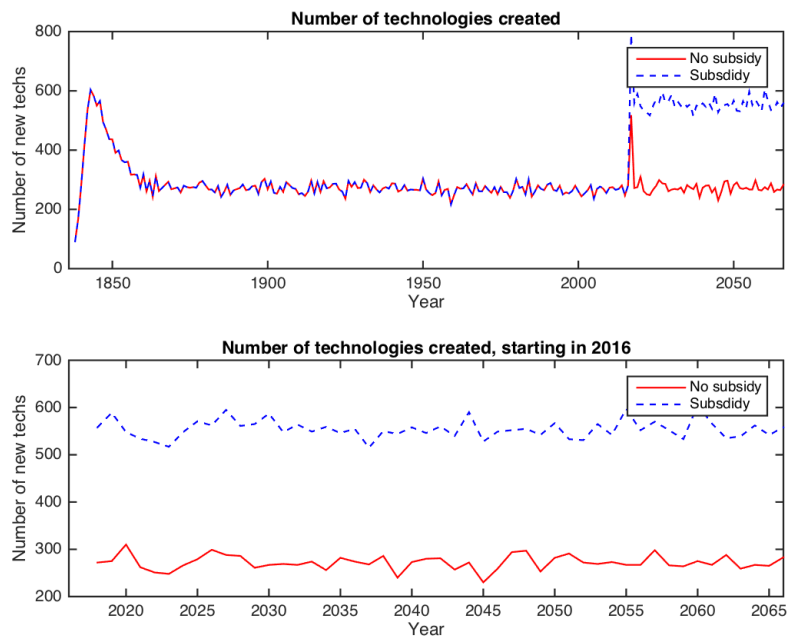 Number of technologies created
Number of new techs
800
600
400
200
0
No subsidy
Subsdidy
1850
1900
1950
2000
2050
Year
Number of technologies created, starting in 2016
Number of new techs
700
600
500
400
300
200
No subsidy
Subsdidy
2020
2025
2030
2035
2040
2045
2050
2055
2060
2065
Year